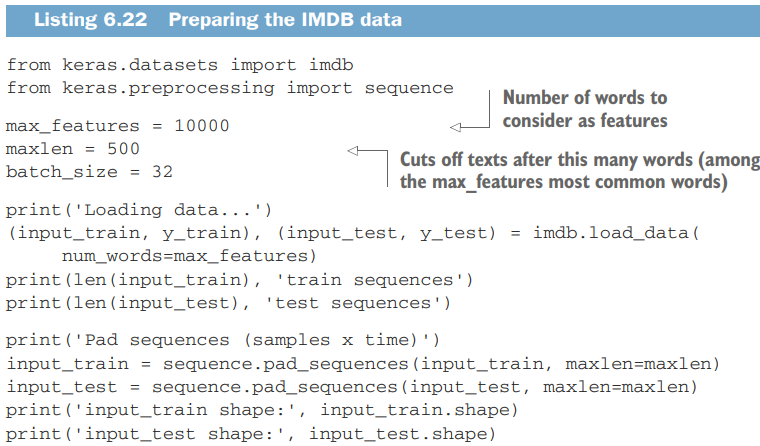 Listing 6.22 Preparing the IMDB data
from keras.datasets import imdb
from keras.preprocessing import sequence
max_features = 10000
Number of words to
consider as features
maxlen = 500
batch_size = 32
Cuts off texts after this many words (among
the max_features most common words)
print('Loading data...')
(input_train, y_train), (input_test, y_test) = imdb.load_data(
     num_words=max_features)
print(len(input_train), 'train sequences')
print(len(input_test), 'test sequences')
print('Pad sequences (samples x time)')
input_train = sequence.pad_sequences(input_train, maxlen=maxlen)
input_test = sequence.pad_sequences(input_test, maxlen=maxlen)
print('input_train shape:', input_train.shape)
print('input_test shape:', input_test.shape)